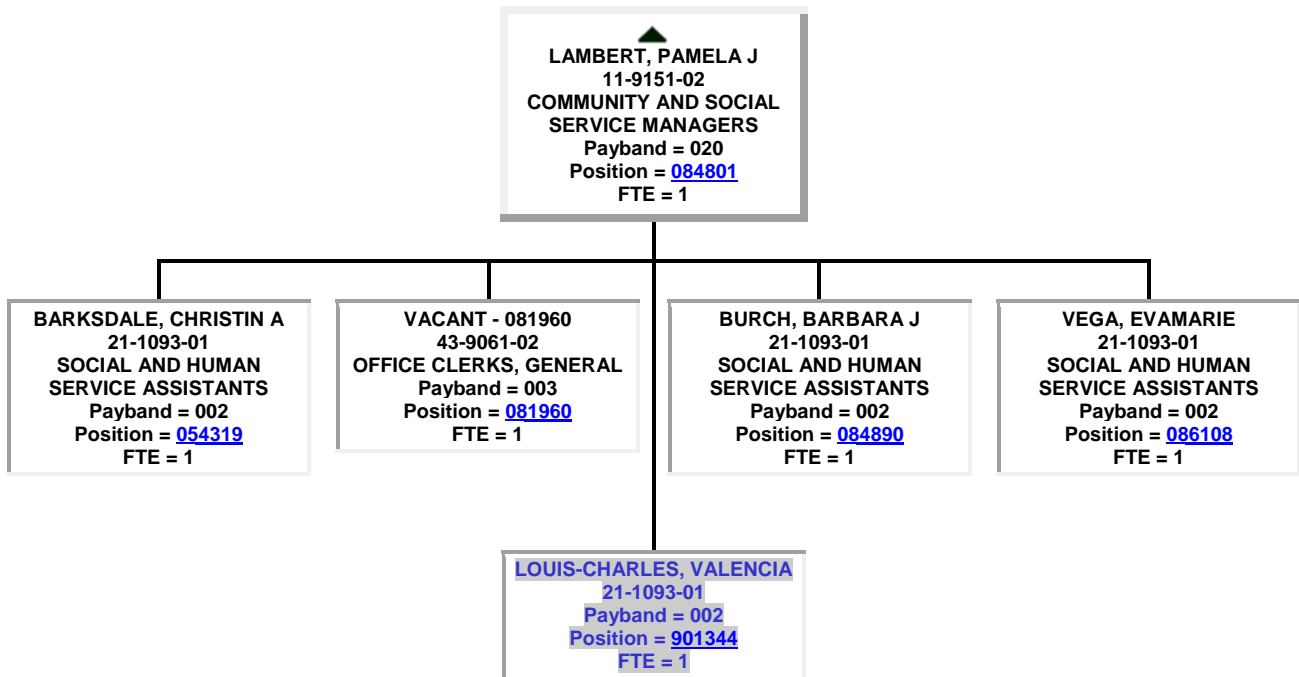 LAMBERT, PAMELA J
11-9151-02
COMMUNITY AND SOCIAL
SERVICE MANAGERS
Payband = 020
Position = 084801
FTE = 1
BARKSDALE, CHRISTIN A
21-1093-01
SOCIAL AND HUMAN
SERVICE ASSISTANTS
Payband = 002
Position = 054319
FTE = 1
VACANT - 081960
43-9061-02
OFFICE CLERKS, GENERAL
Payband = 003
Position = 081960
FTE = 1
BURCH, BARBARA J
21-1093-01
SOCIAL AND HUMAN
SERVICE ASSISTANTS
Payband = 002
Position = 084890
FTE = 1
VEGA, EVAMARIE
21-1093-01
SOCIAL AND HUMAN
SERVICE ASSISTANTS
Payband = 002
Position = 086108
FTE = 1
LOUIS-CHARLES, VALENCIA
21-1093-01
Payband = 002
Position = 901344
FTE = 1